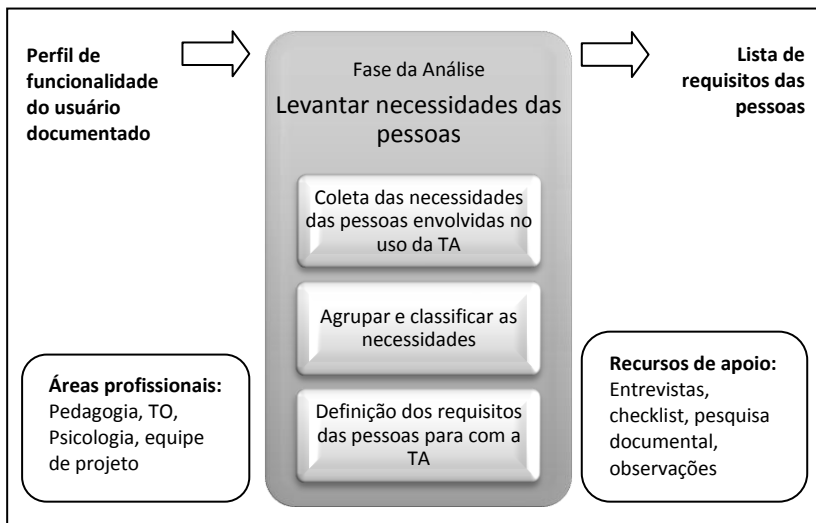 Perfil de
funcionalidade
do usuário
documentado
Fase da Análise
Levantar necessidades das
pessoas
Coleta das necessidades
das pessoas envolvidas no
uso da TA
Agrupar e classificar as
necessidades
Definição dos requisitos
das pessoas para com a
TA
Lista de
requisitos das
pessoas
Áreas profissionais:
Pedagogia, TO,
Psicologia, equipe
de projeto
Recursos de apoio:
Entrevistas,
checklist, pesquisa
documental,
observações